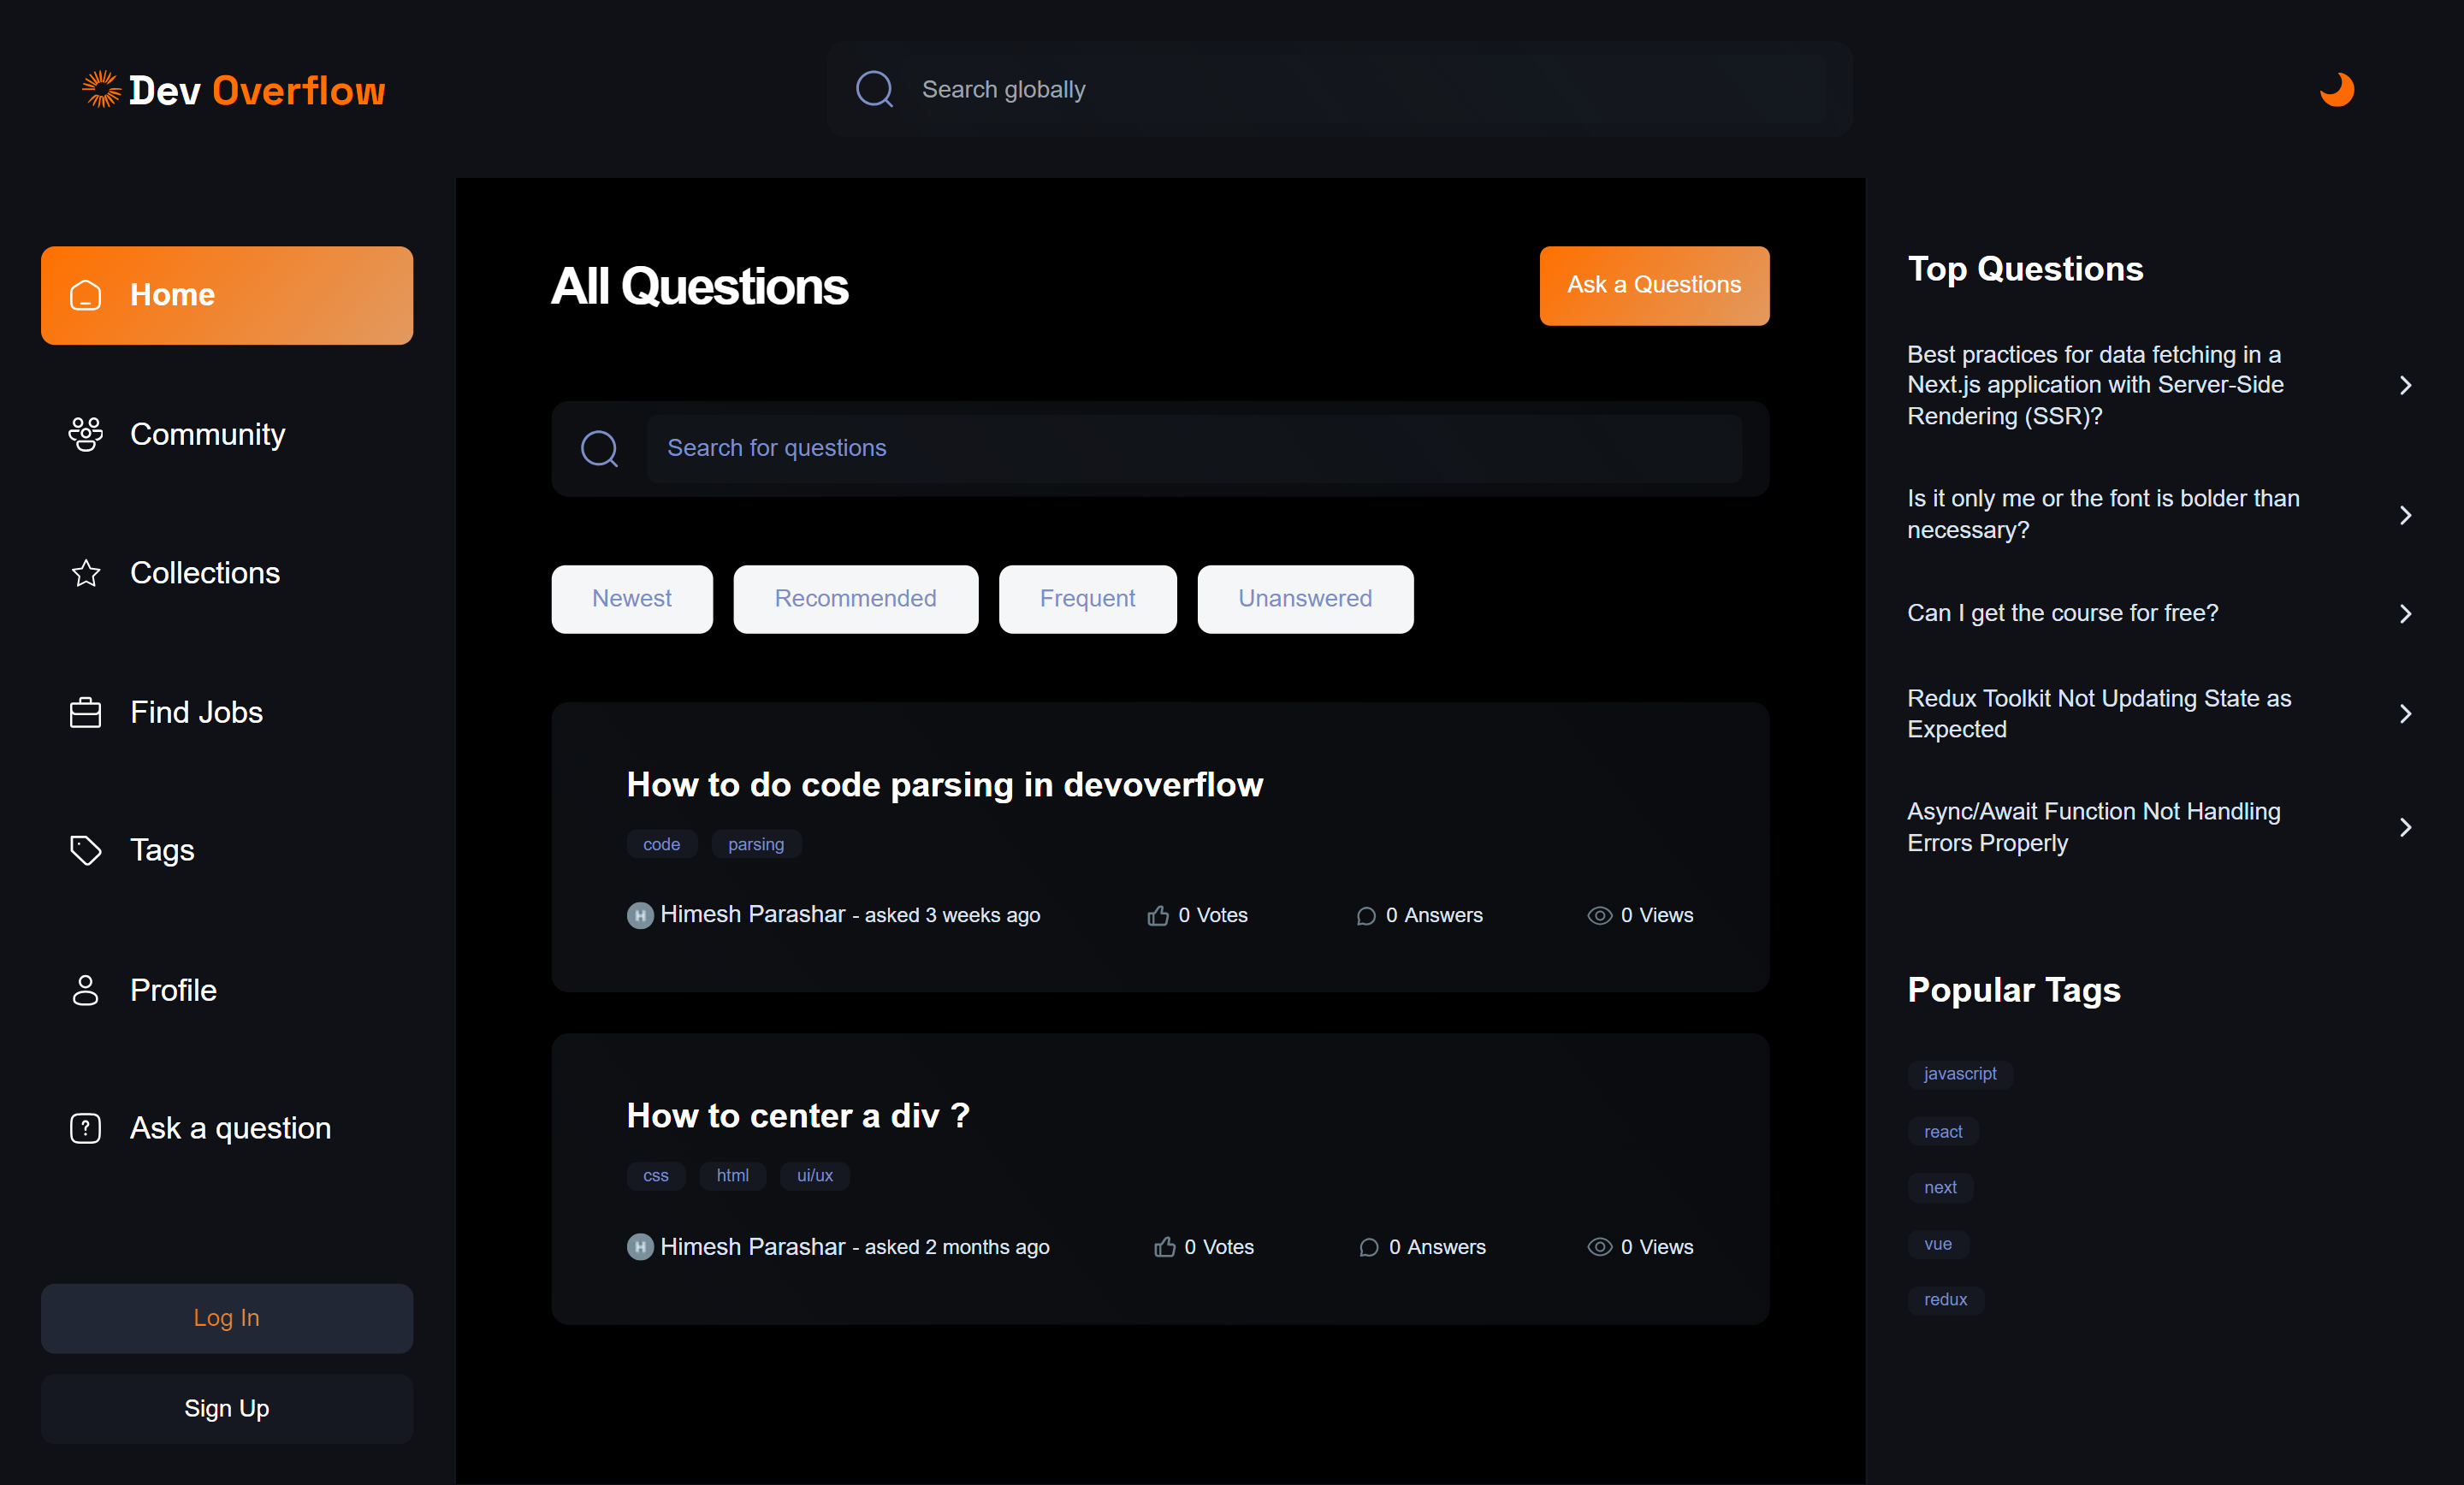 Dev Overflow
Search globally
Home
Community
Collections
Find Jobs
Tags
Profile
Ask a question
Log In
Sign Up
All Questions
Ask a Questions
Search for questions
Newest
Recommended
Frequent
Unanswered
How to do code parsing in devoverflow
code parsing
H Himesh Parashar - asked 3 weeks ago 0 Votes 0 Answers 0 Views
How to center a div ?
css html ui/ux
H Himesh Parashar - asked 2 months ago 0 Votes 0 Answers 0 Views
Top Questions
Best practices for data fetching in a
Next.js application with Server-Side
Rendering (SSR)?
Is it only me or the font is bolder than
necessary?
Can I get the course for free?
Redux Toolkit Not Updating State as
Expected
Async/Await Function Not Handling
Errors Properly
Popular Tags
javascript
react
next
vue
redux